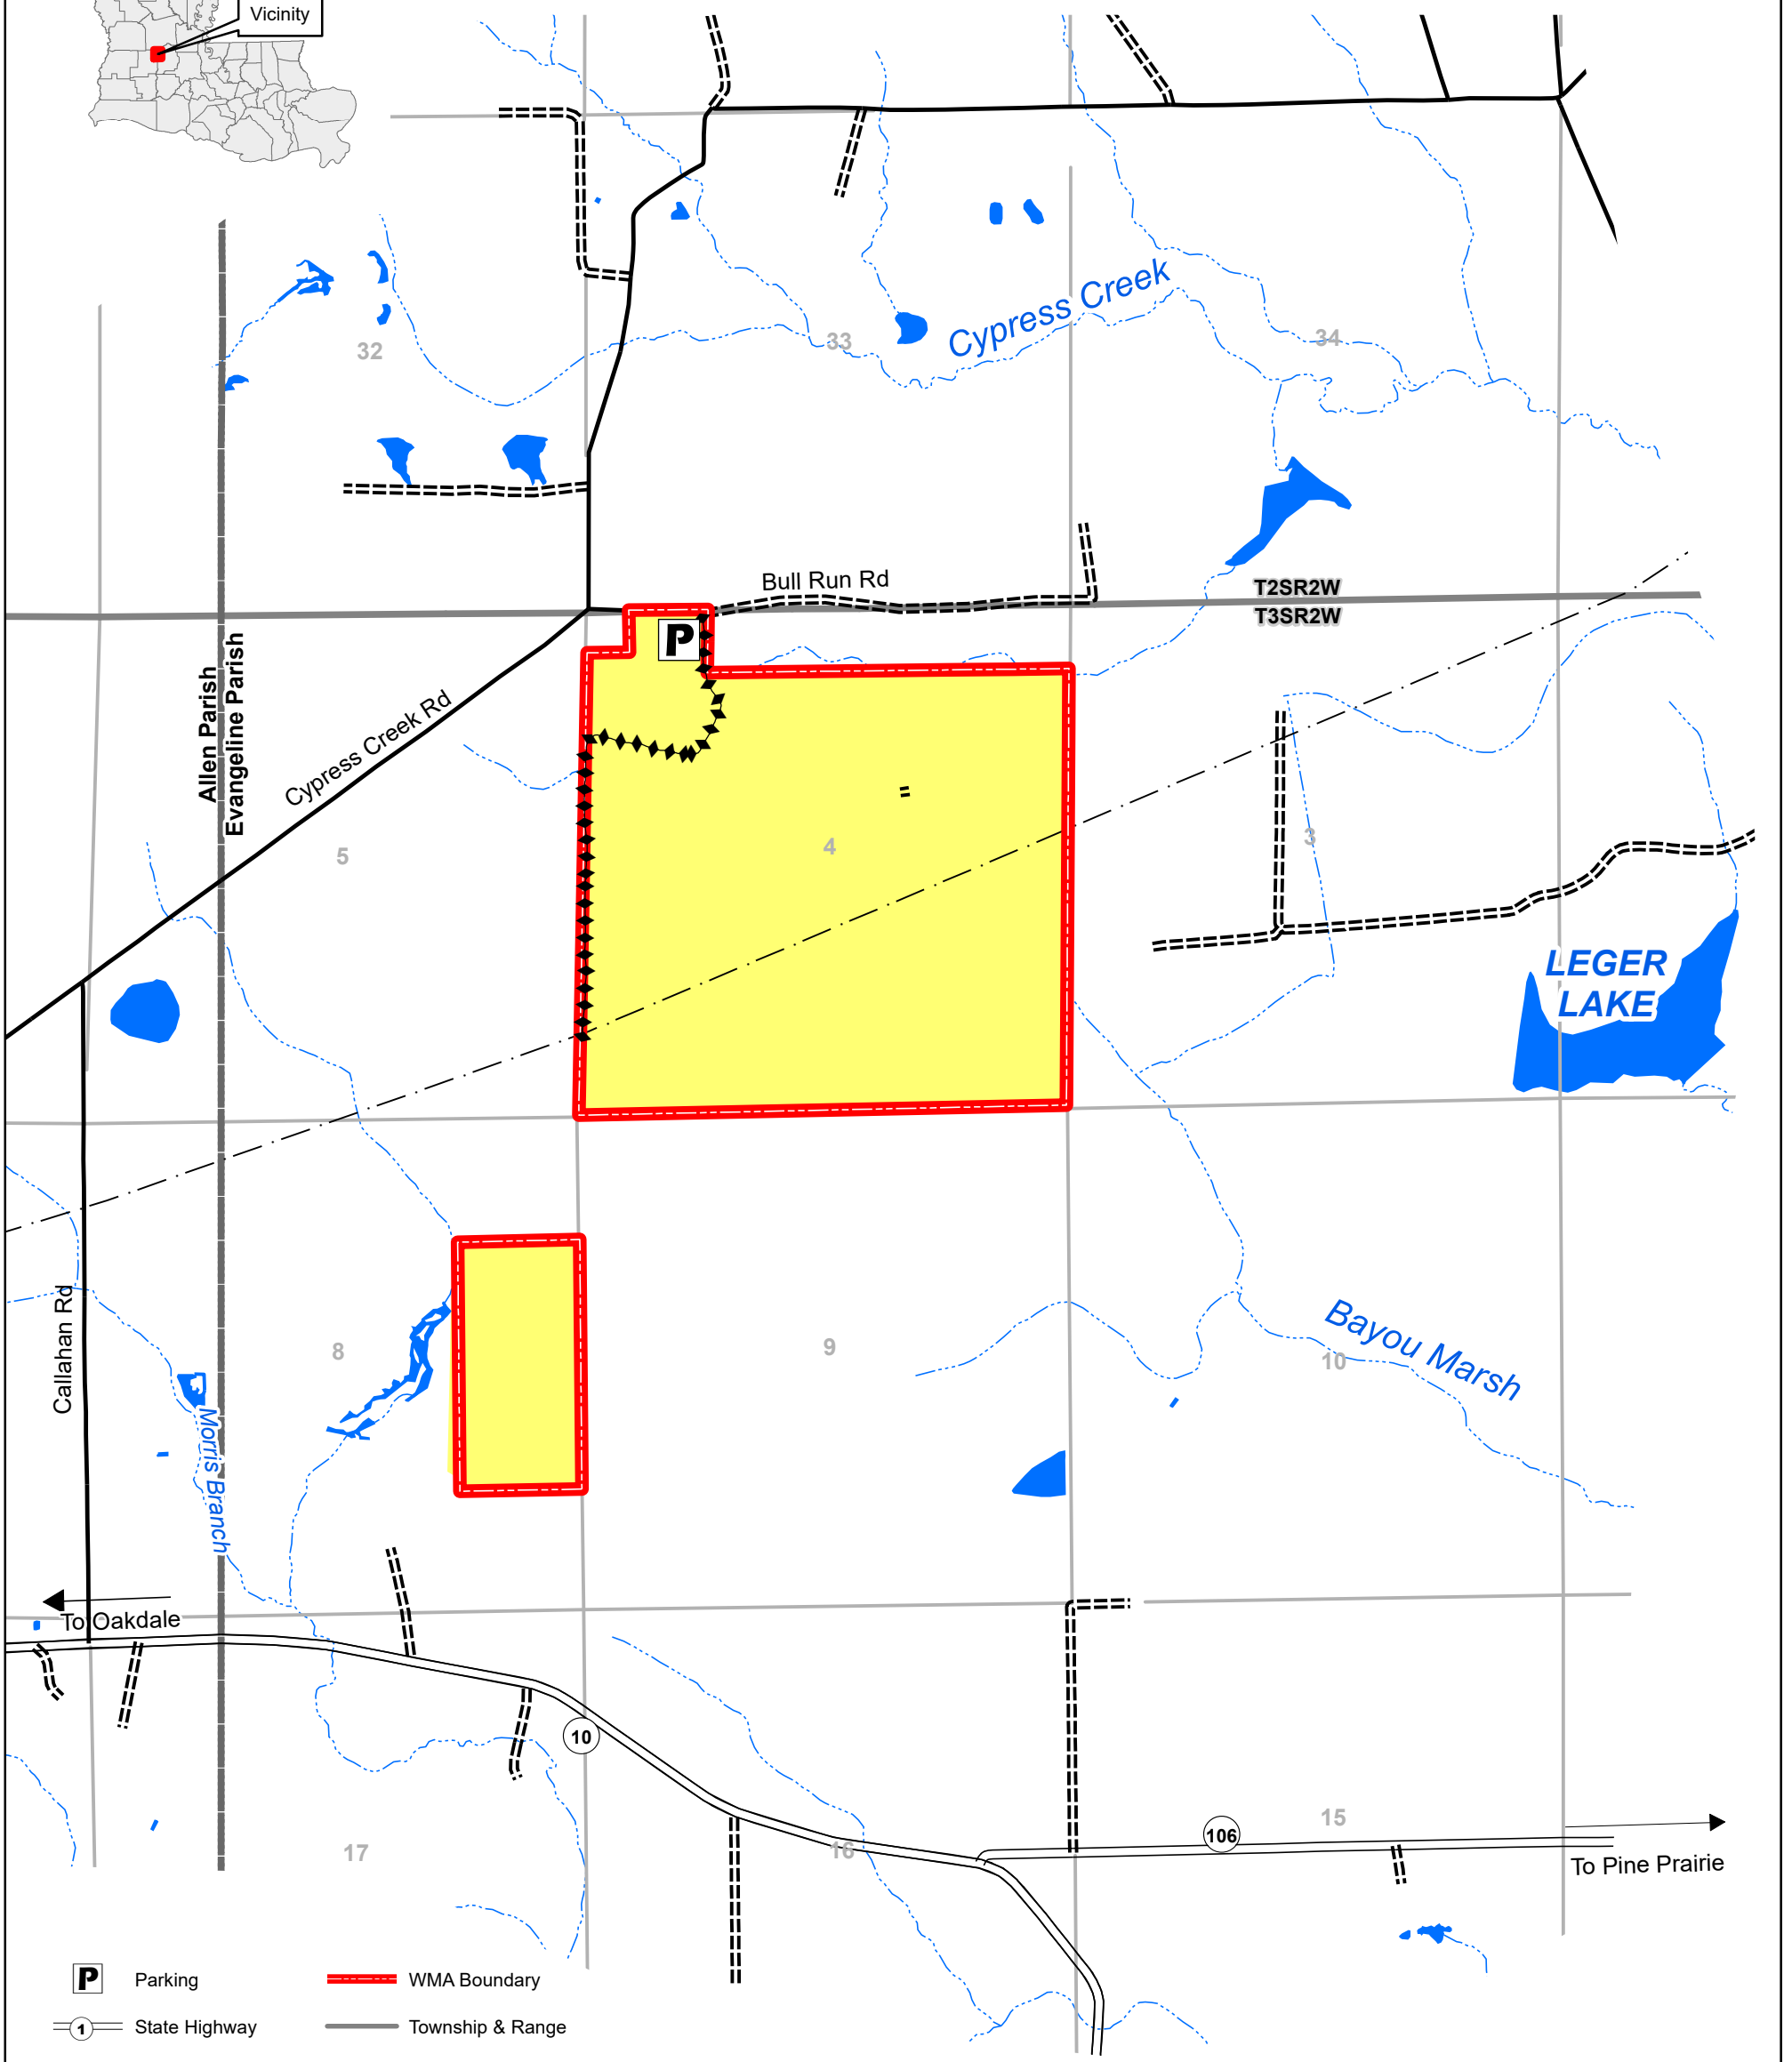 Vicinity
Cypress Creek
32
33
34
Bull Run Rd
T2SR2W
T3SR2W
P
Allen Parish
Evangeline Parish
Cypress Creek Rd
5
4
3
LEGER
LAKE
Callahan Rd
8
9
10
Bayou Marsh
Morris Branch
To Oakdale
10
17
16
106
15
To Pine Prairie
P Parking
WMA Boundary
1 State Highway
Township & Range